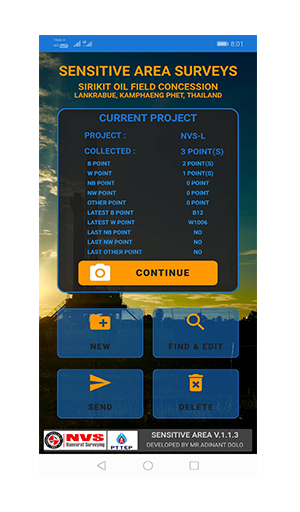 8:01
SENSITIVE AREA SURVEYS
SIRIKIT OIL FIELD CONCESSION
LANKRABUE, KAMPHAENG PHET, THAILAND
CURRENT PROJECT
PROJECT : NVS-L
COLLECTED : 3 POINT(S)
B POINT 2 POINT(S)
W POINT 1 POINT(S)
NB POINT 0 POINT
NW POINT 0 POINT
OTHER POINT 0 POINT
LATEST B POINT B12
LATEST W POINT W1006
LAST NB POINT NO
LAST NW POINT NO
LAST OTHER POINT NO
CONTINUE
NEW FIND & EDIT
SEND DELETE
NVS
Nawarat Surveying
PTTEP
SENSITIVE AREA V.1.1.3
DEVELOPED BY MR.ADINANT DOLO